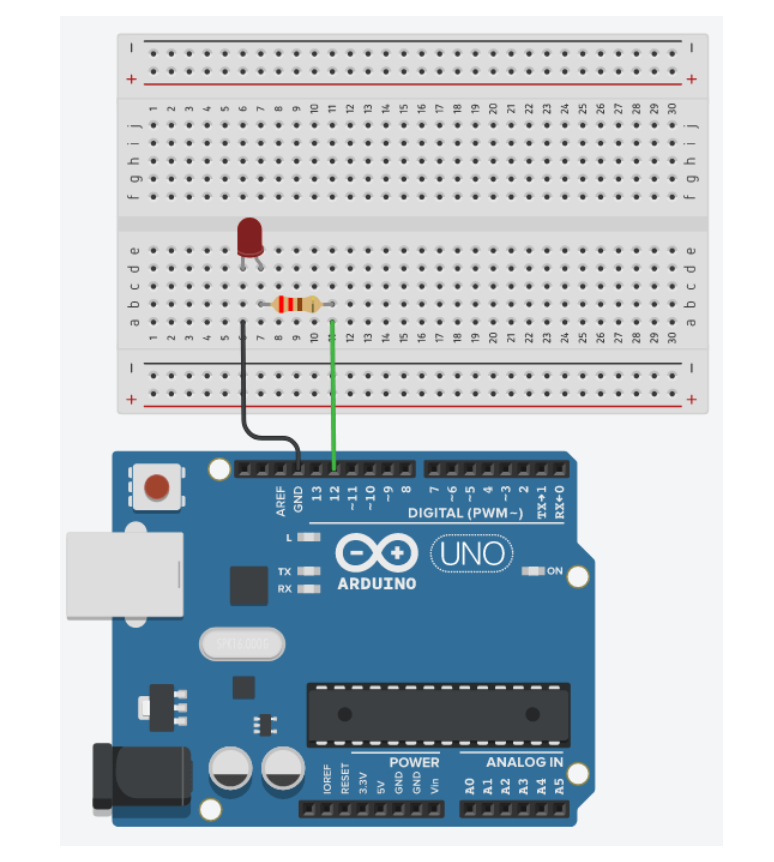 − −
+ +
1 2 3 4 5 6 7 8 9 10 11 12 13 14 15 16 17 18 19 20 21 22 23 24 25 26 27 28 29 30
j j
i i
h h
g g
f f
e e
d d
c c
b b
a a
1 2 3 4 5 6 7 8 9 10 11 12 13 14 15 16 17 18 19 20 21 22 23 24 25 26 27 28 29 30
− −
+ +
AREF GND 13 12 ~11 ~10 ~9 8 7 ~6 ~5 4 ~3 2 TX→1 RX←0
DIGITAL (PWM~)
L
UNO
TX
ARDUINO
RX
ON
POWER ANALOG IN
IOREF RESET 3.3V 5V GND GND Vin A0 A1 A2 A3 A4 A5